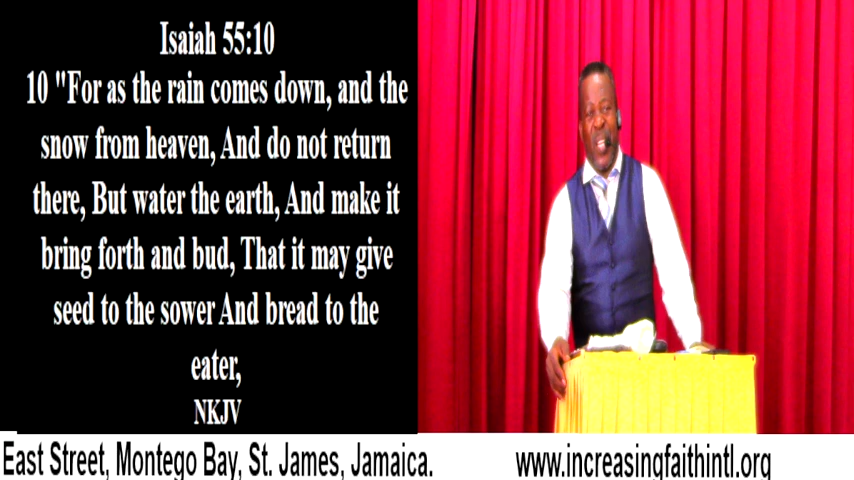 Isaiah 55:10
10 "For as the rain comes down, and the
snow from heaven, And do not return
there, But water the earth, And make it
bring forth and bud, That it may give
seed to the sower And bread to the
eater,
NKJV
East Street, Montego Bay, St. James, Jamaica.
www.increasingfaithintl.org